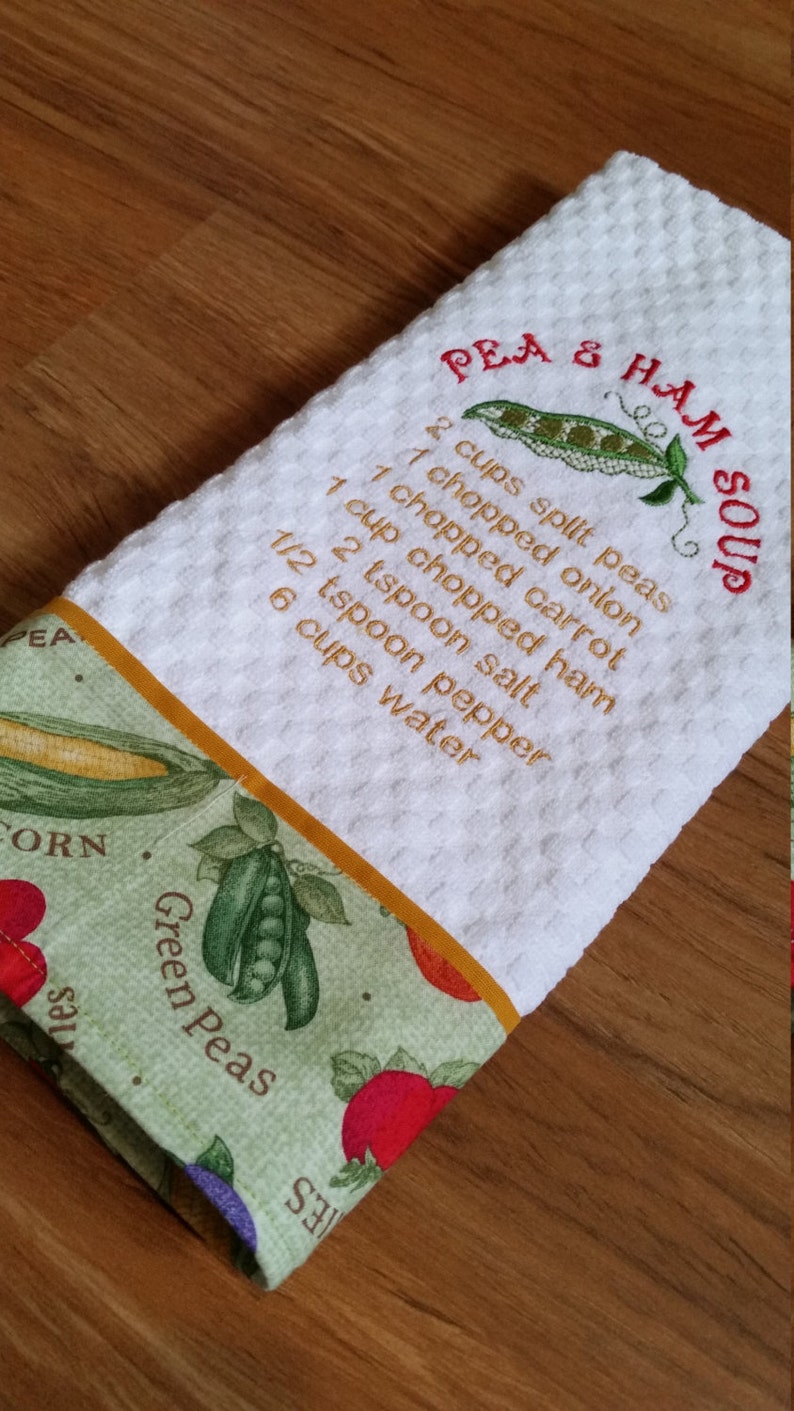 PEA & HAM SOUP
2 cups split peas
1 chopped onion
1 chopped carrot
1 cup chopped ham
2 tspoon salt
1/2 tspoon pepper
6 cups water
PEA
CORN
Green Peas